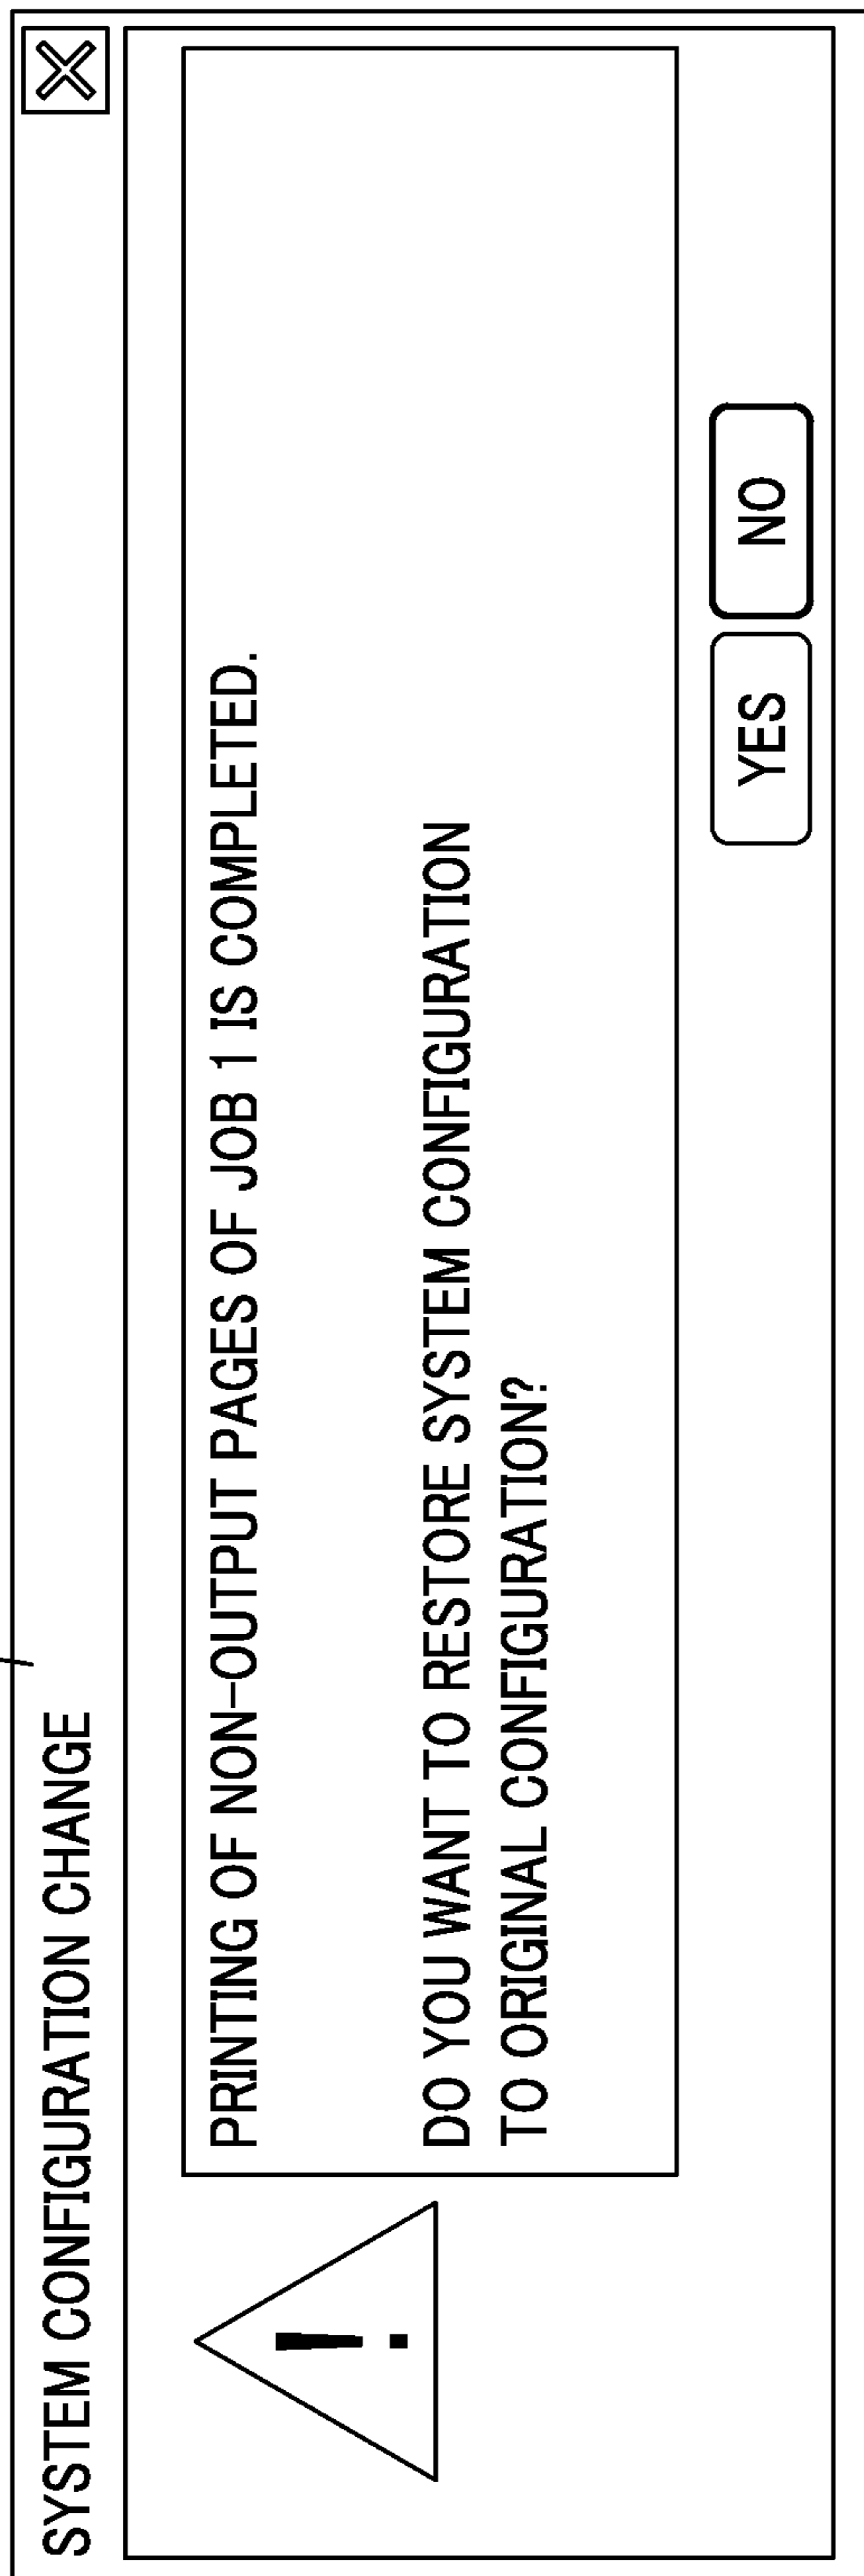 SYSTEM CONFIGURATION CHANGE
PRINTING OF NON-OUTPUT PAGES OF JOB 1 IS COMPLETED.
DO YOU WANT TO RESTORE SYSTEM CONFIGURATION
TO ORIGINAL CONFIGURATION?
YES
NO